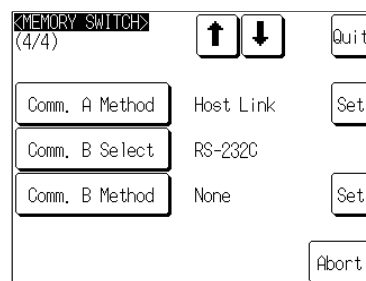 <MEMORY SWITCH>
(4/4) Quit
Comm. A Method Host Link Set
Comm. B Select RS-232C
Comm. B Method None Set
Abort